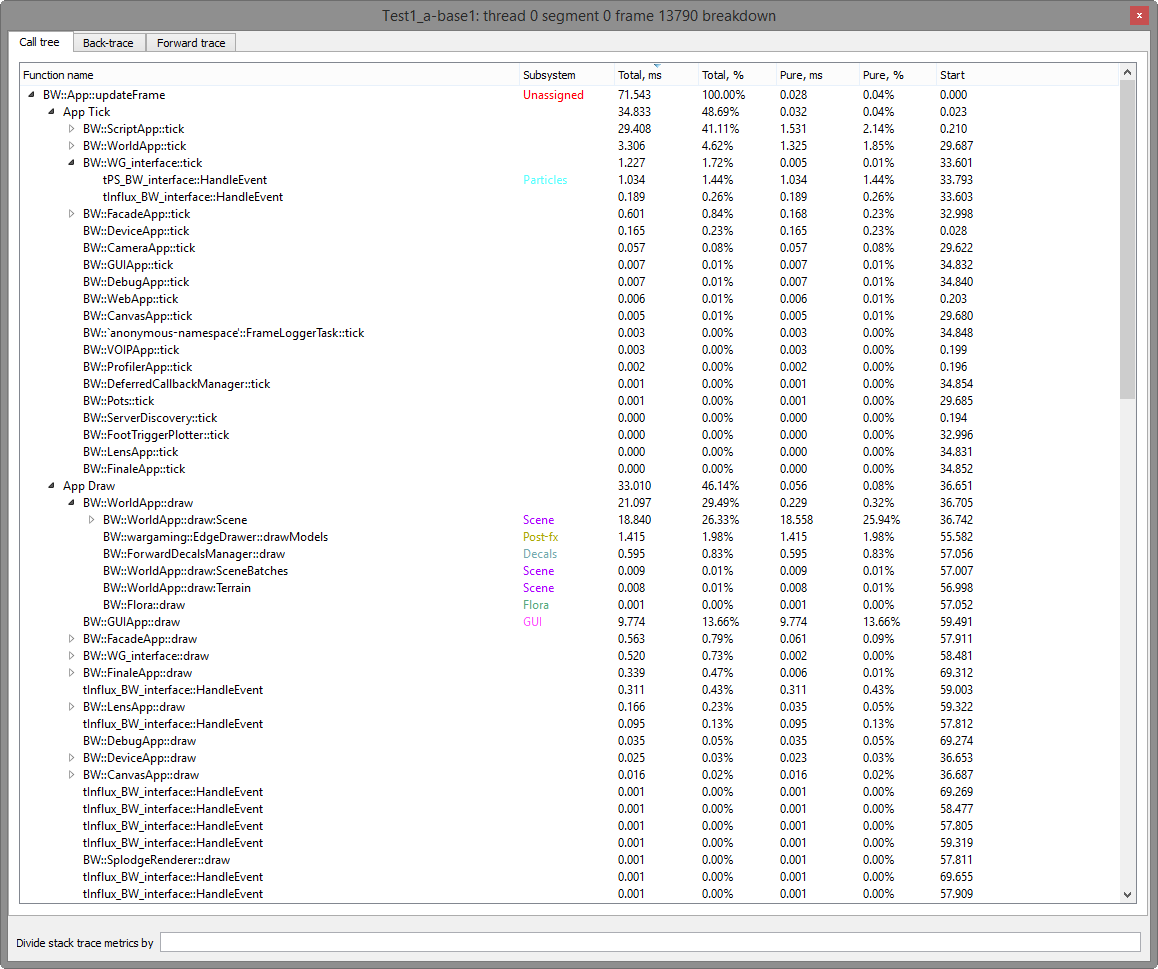 Test1_a-base1: thread 0 segment 0 frame 13790 breakdown
x
Call tree Back-trace Forward trace
Function name Subsystem Total, ms Total, % Pure, ms Pure, % Start
BW::App::updateFrame Unassigned 71.543 100.00% 0.028 0.04% 0.000
App Tick 34.833 48.69% 0.032 0.04% 0.023
BW::ScriptApp::tick 29.408 41.11% 1.531 2.14% 0.210
BW::WorldApp::tick 3.306 4.62% 1.325 1.85% 29.687
BW::WG_interface::tick 1.227 1.72% 0.005 0.01% 33.601
tPS_BW_interface::HandleEvent Particles 1.034 1.44% 1.034 1.44% 33.793
tInflux_BW_interface::HandleEvent 0.189 0.26% 0.189 0.26% 33.603
BW::FacadeApp::tick 0.601 0.84% 0.168 0.23% 32.998
BW::DeviceApp::tick 0.165 0.23% 0.165 0.23% 0.028
BW::CameraApp::tick 0.057 0.08% 0.057 0.08% 29.622
BW::GUIApp::tick 0.007 0.01% 0.007 0.01% 34.832
BW::DebugApp::tick 0.007 0.01% 0.007 0.01% 34.840
BW::WebApp::tick 0.006 0.01% 0.006 0.01% 0.203
BW::CanvasApp::tick 0.005 0.01% 0.005 0.01% 29.680
BW::`anonymous-namespace'::FrameLoggerTask::tick 0.003 0.00% 0.003 0.00% 34.848
BW::VOIPApp::tick 0.003 0.00% 0.003 0.00% 0.199
BW::ProfilerApp::tick 0.002 0.00% 0.002 0.00% 0.196
BW::DeferredCallbackManager::tick 0.001 0.00% 0.001 0.00% 34.854
BW::Pots::tick 0.001 0.00% 0.001 0.00% 29.685
BW::ServerDiscovery::tick 0.000 0.00% 0.000 0.00% 0.194
BW::FootTriggerPlotter::tick 0.000 0.00% 0.000 0.00% 32.996
BW::LensApp::tick 0.000 0.00% 0.000 0.00% 34.831
BW::FinaleApp::tick 0.000 0.00% 0.000 0.00% 34.852
App Draw 33.010 46.14% 0.056 0.08% 36.651
BW::WorldApp::draw 21.097 29.49% 0.229 0.32% 36.705
BW::WorldApp::draw:Scene Scene 18.840 26.33% 18.558 25.94% 36.742
BW::wargaming::EdgeDrawer::drawModels Post-fx 1.415 1.98% 1.415 1.98% 55.582
BW::ForwardDecalsManager::draw Decals 0.595 0.83% 0.595 0.83% 57.056
BW::WorldApp::draw:SceneBatches Scene 0.009 0.01% 0.009 0.01% 57.007
BW::WorldApp::draw:Terrain Scene 0.008 0.01% 0.008 0.01% 56.998
BW::Flora::draw Flora 0.001 0.00% 0.001 0.00% 57.052
BW::GUIApp::draw GUI 9.774 13.66% 9.774 13.66% 59.491
BW::FacadeApp::draw 0.563 0.79% 0.061 0.09% 57.911
BW::WG_interface::draw 0.520 0.73% 0.002 0.00% 58.481
BW::FinaleApp::draw 0.339 0.47% 0.006 0.01% 69.312
tInflux_BW_interface::HandleEvent 0.311 0.43% 0.311 0.43% 59.003
BW::LensApp::draw 0.166 0.23% 0.035 0.05% 59.322
tInflux_BW_interface::HandleEvent 0.095 0.13% 0.095 0.13% 57.812
BW::DebugApp::draw 0.035 0.05% 0.035 0.05% 69.274
BW::DeviceApp::draw 0.025 0.03% 0.023 0.03% 36.653
BW::CanvasApp::draw 0.016 0.02% 0.016 0.02% 36.687
tInflux_BW_interface::HandleEvent 0.001 0.00% 0.001 0.00% 69.269
tInflux_BW_interface::HandleEvent 0.001 0.00% 0.001 0.00% 58.477
tInflux_BW_interface::HandleEvent 0.001 0.00% 0.001 0.00% 57.805
tInflux_BW_interface::HandleEvent 0.001 0.00% 0.001 0.00% 59.319
BW::SplodgeRenderer::draw 0.001 0.00% 0.001 0.00% 57.811
tInflux_BW_interface::HandleEvent 0.001 0.00% 0.001 0.00% 69.655
tInflux_BW_interface::HandleEvent 0.001 0.00% 0.001 0.00% 57.909
Divide stack trace metrics by